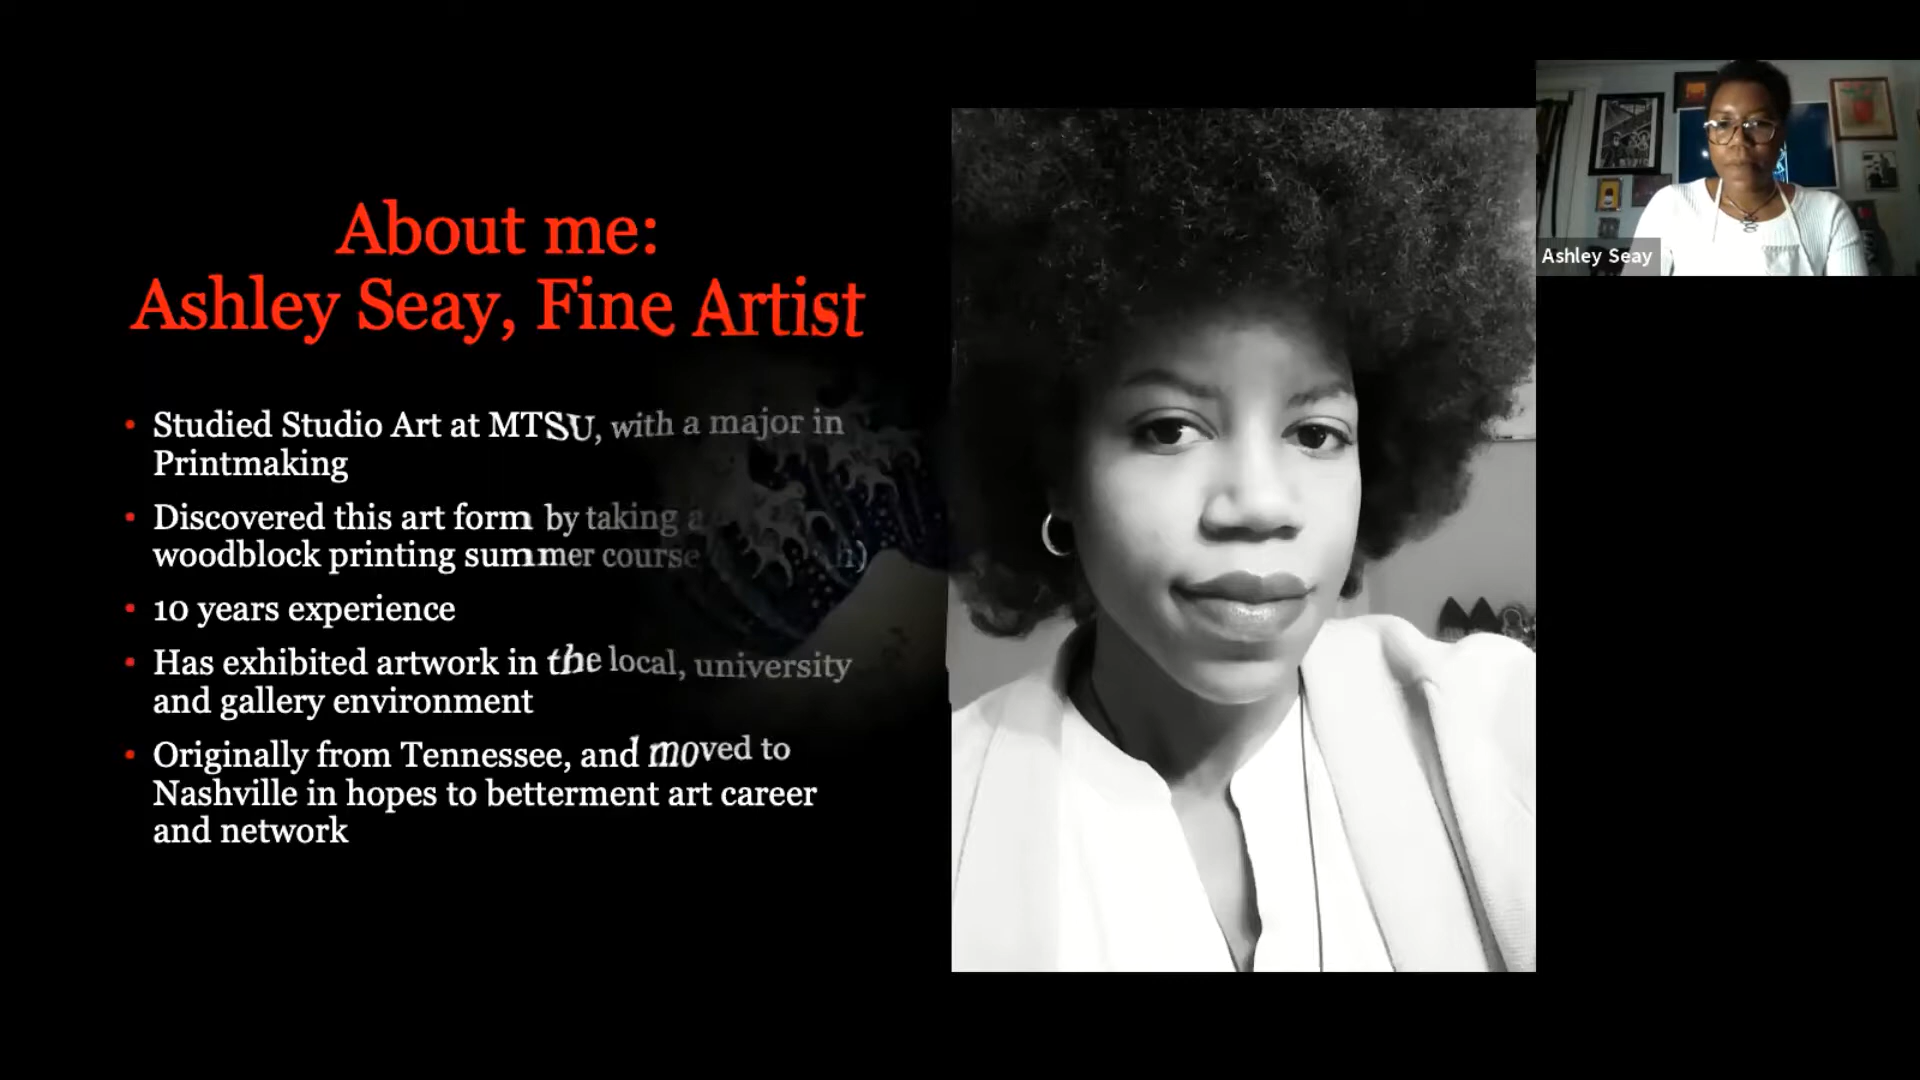 About me:
Ashley Seay, Fine Artist
• Studied Studio Art at MTSU, with a major in
Printmaking
• Discovered this art form by taking a
woodblock printing summer course
• 10 years experience
• Has exhibited artwork in the local, university
and gallery environment
• Originally from Tennessee, and moved to
Nashville in hopes to betterment art career
and network
Ashley Seay